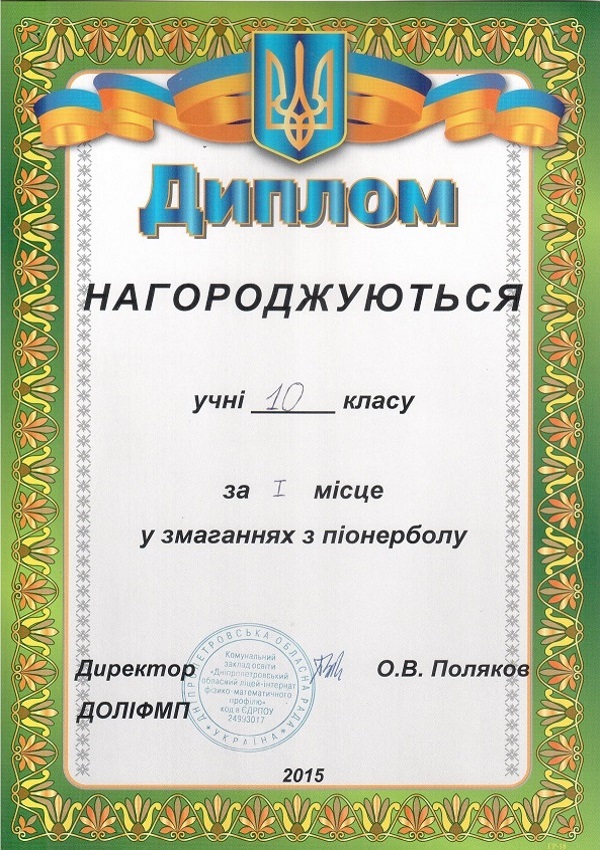 Диплом
НАГОРОДЖУЮТЬСЯ
учні 10 класу
за I місце
у змаганнях з піонерболу
Директор
ДОЛІФМП
О.В. Поляков
ДНІПРОПЕТРОВСЬКА ОБЛАСНА РАДА
Комунальний
заклад освіти
«Дніпропетровський
обласний ліцей-інтернат
фізико-математичного
профілю»
код в ЄДРПОУ
УКРАЇНА
2015